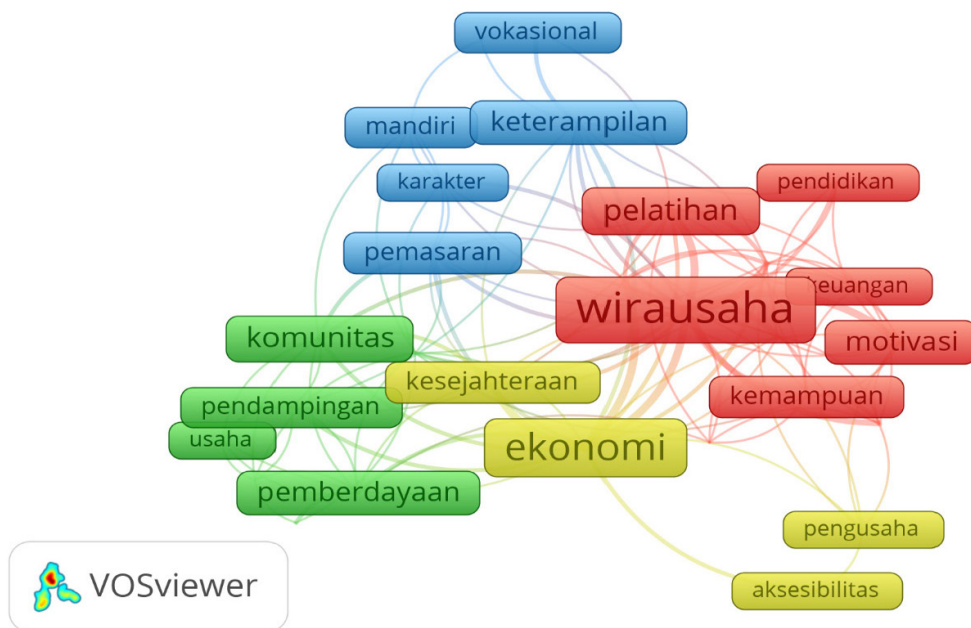 vokasional
mandiri
keterampilan
karakter
pendidikan
pelatihan
pemasaran
keuangan
wirausaha
komunitas
motivasi
kesejahteraan
kemampuan
pendampingan
usaha
ekonomi
pemberdayaan
pengusaha
aksesibilitas
VOSviewer